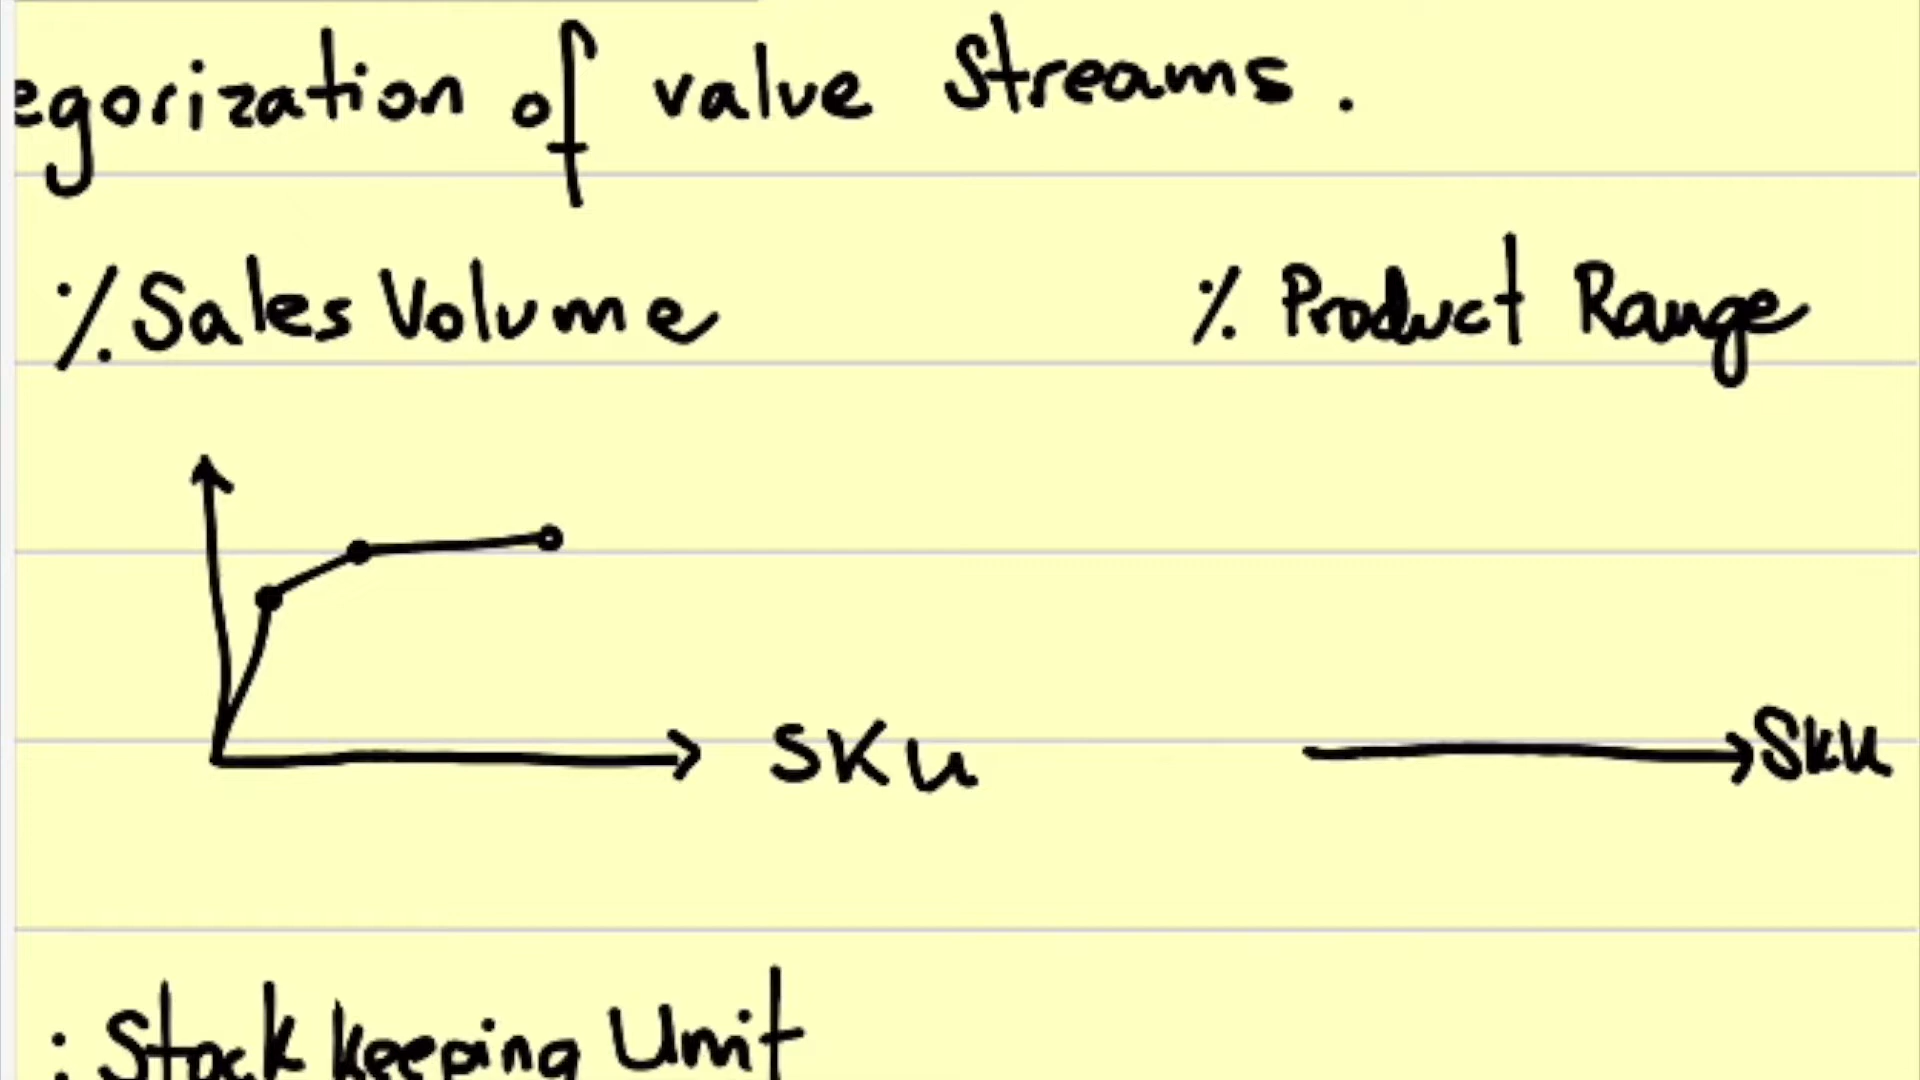 egorization of value Streams.
% Sales Volume % Product Range
SKU SKU
: Stock Keeping Unit